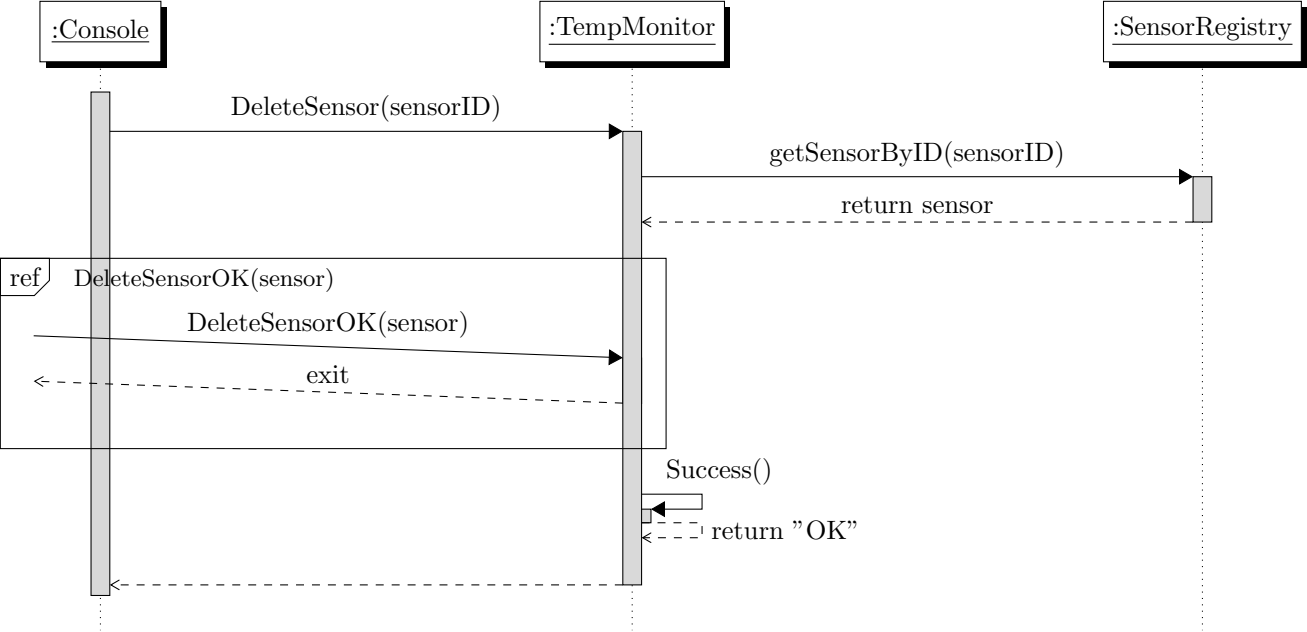 :Console
:TempMonitor
:SensorRegistry
DeleteSensor(sensorID)
getSensorByID(sensorID)
return sensor
ref
DeleteSensorOK(sensor)
DeleteSensorOK(sensor)
exit
Success()
return ”OK”